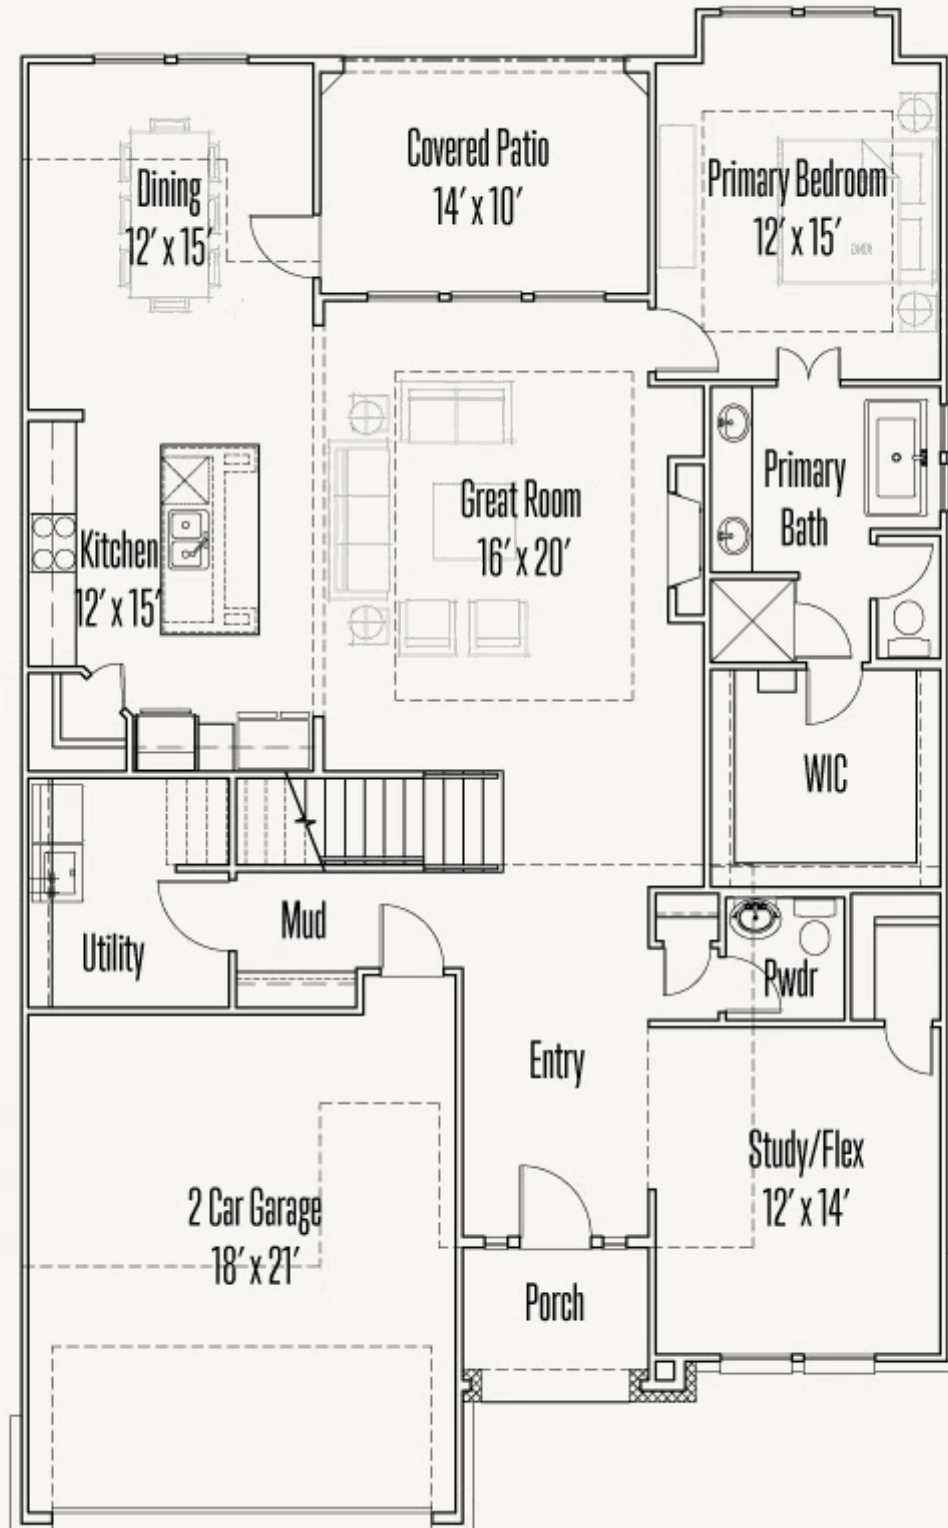 Covered Patio
14' x 10'
Dining
12' x 15'
Primary Bedroom
12' x 15'
Great Room
16' x 20'
Primary
Bath
Kitchen
12' x 15'
WIC
Mud
Utility
Pwdr
Entry
Study/Flex
12' x 14'
2 Car Garage
18' x 21'
Porch